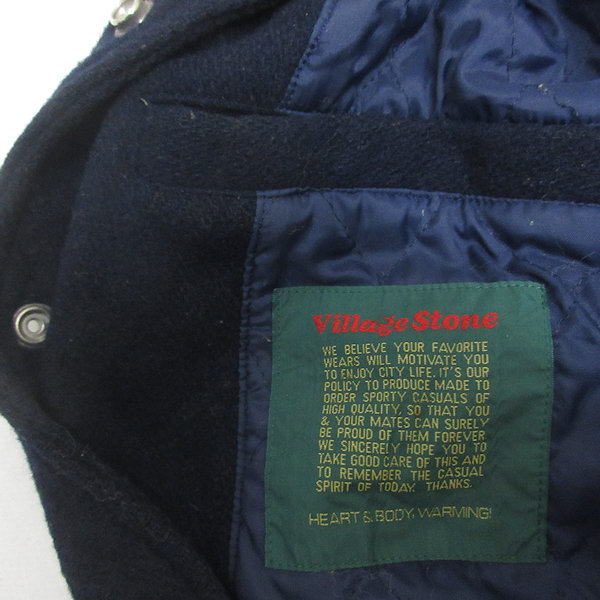 Village Stone
WE BELIEVE YOUR FAVORITE
WEARS WILL MOTIVATE YOU
TO ENJOY CITY LIFE. IT'S OUR
POLICY TO PRODUCE MADE TO
ORDER SPORTY CASUALS OF
HIGH QUALITY, SO THAT YOU
& YOUR MATES CAN SURELY
BE PROUD OF THEM FOREVER
WE SINCERELY HOPE YOU TO
TAKE GOOD CARE OF THIS AND
TO REMEMBER THE CASUAL
SPIRIT OF TODAY. THANKS.
HEART & BODY WARMING!